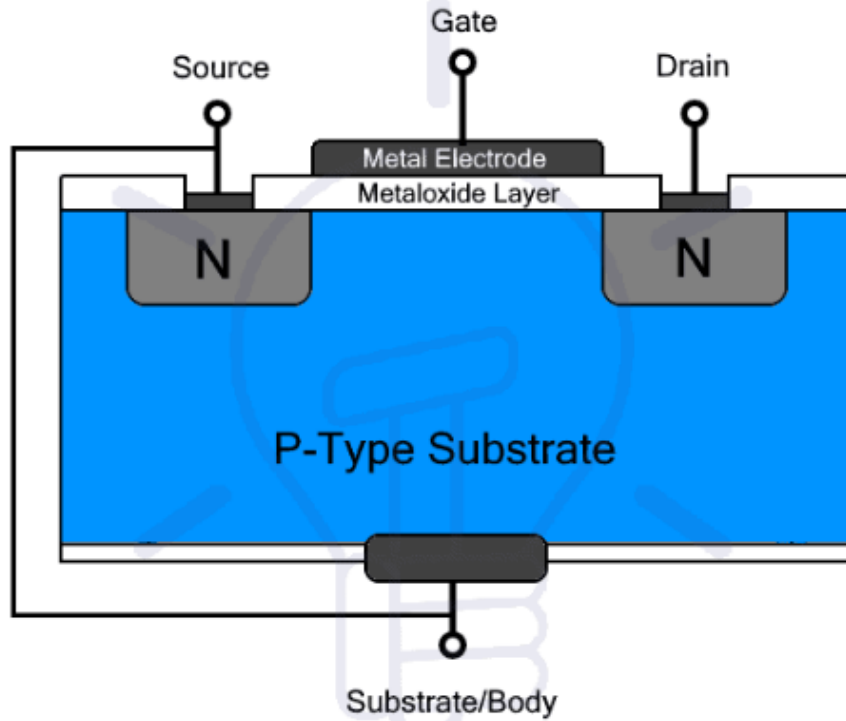 Gate
Source
Drain
Metal Electrode
Metaloxide Layer
N
N
P-Type Substrate
Substrate/Body